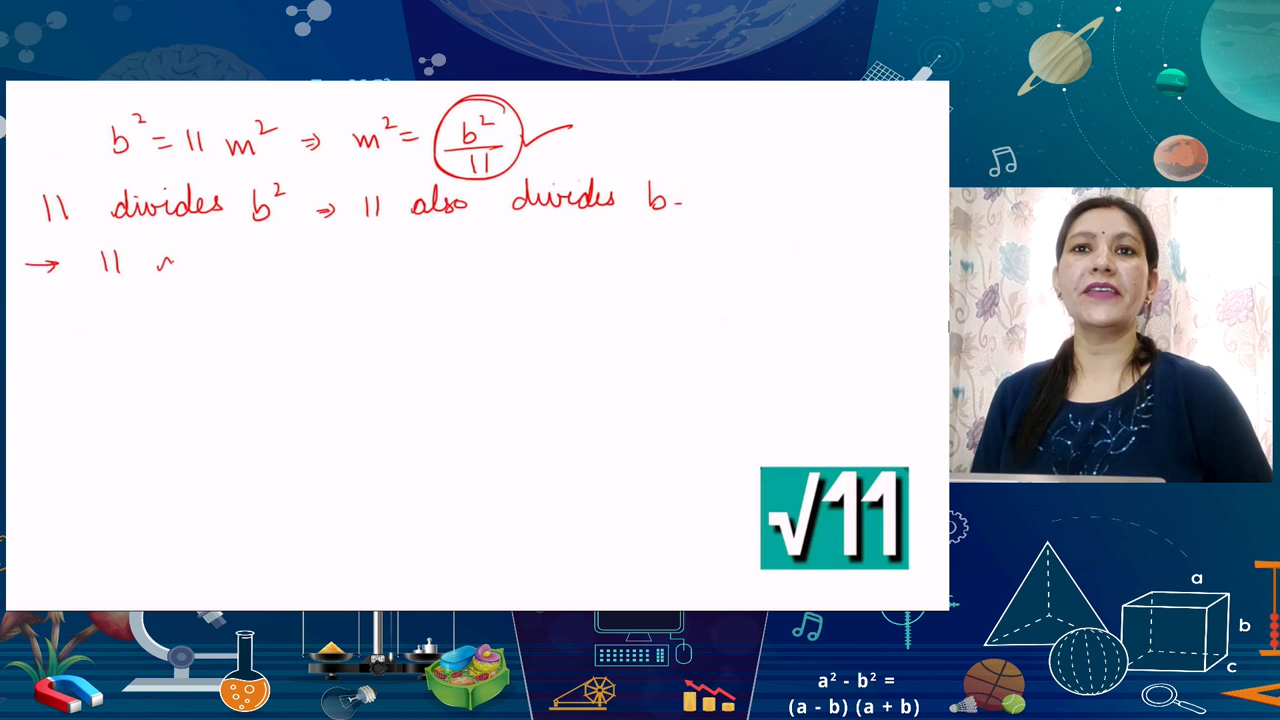 b² = 11 m² ⇒ m² = b²/11 ✓
11 divides b² ⇒ 11 also divides b.
→ 11
√11
a
b
c
a² - b² =
(a - b) (a + b)